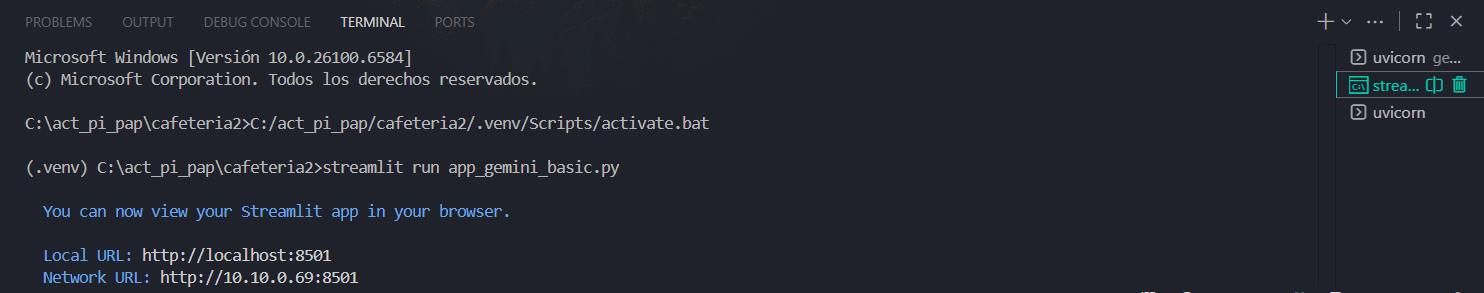 PROBLEMS OUTPUT DEBUG CONSOLE TERMINAL PORTS
Microsoft Windows [Versión 10.0.26100.6584]
(c) Microsoft Corporation. Todos los derechos reservados.
C:\act_pi_pap\cafeteria2>C:/act_pi_pap/cafeteria2/.venv/Scripts/activate.bat
(.venv) C:\act_pi_pap\cafeteria2>streamlit run app_gemini_basic.py
You can now view your Streamlit app in your browser.
Local URL: http://localhost:8501
Network URL: http://10.10.0.69:8501
uvicorn ge...
strea...
uvicorn